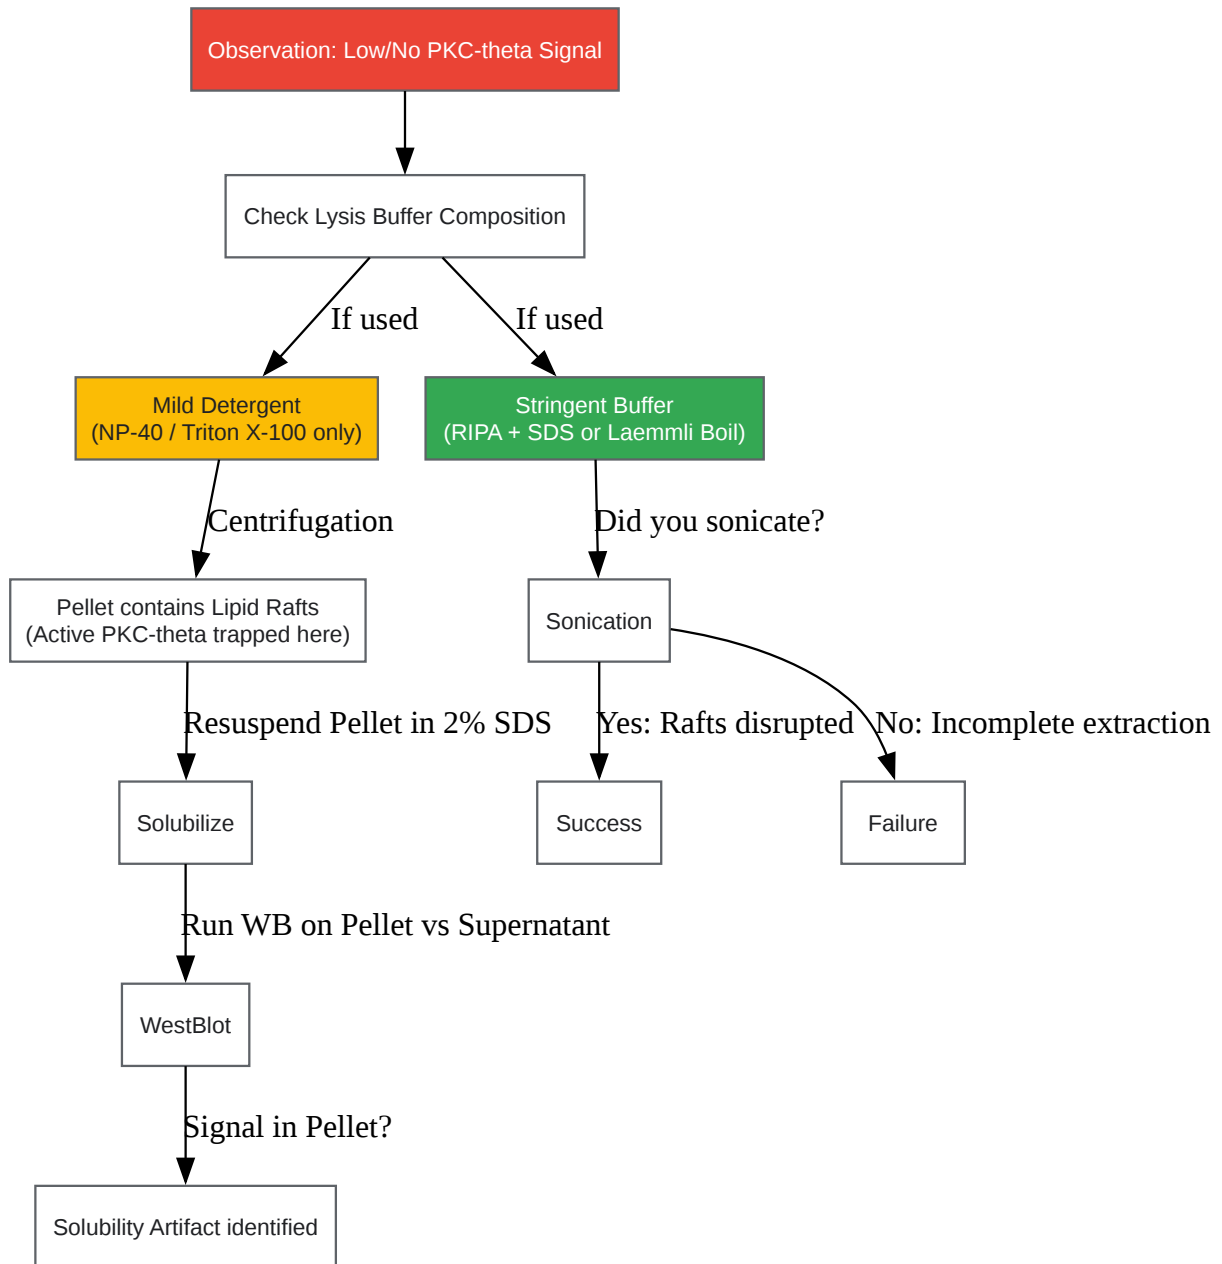 Observation: Low/No PKC-theta Signal
Check Lysis Buffer Composition
If used
If used
Mild Detergent
(NP-40 / Triton X-100 only)
Stringent Buffer
(RIPA + SDS or Laemmli Boil)
Centrifugation
Did you sonicate?
Pellet contains Lipid Rafts
(Active PKC-theta trapped here)
Sonication
Resuspend Pellet in 2% SDS
Yes: Rafts disrupted
No: Incomplete extraction
Solubilize
Success
Failure
Run WB on Pellet vs Supernatant
WestBlot
Signal in Pellet?
Solubility Artifact identified